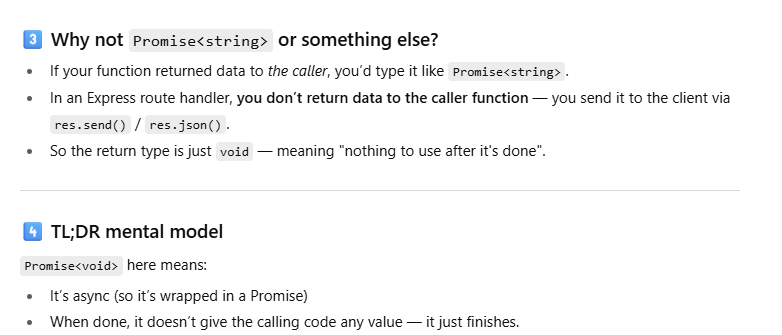 3 Why not Promise<string> or something else?
• If your function returned data to the caller, you'd type it like Promise<string>.
• In an Express route handler, you don't return data to the caller function — you send it to the client via
res.send() / res.json().
• So the return type is just void — meaning "nothing to use after it's done".
4 TL;DR mental model
Promise<void> here means:
• It's async (so it's wrapped in a Promise)
• When done, it doesn't give the calling code any value — it just finishes.